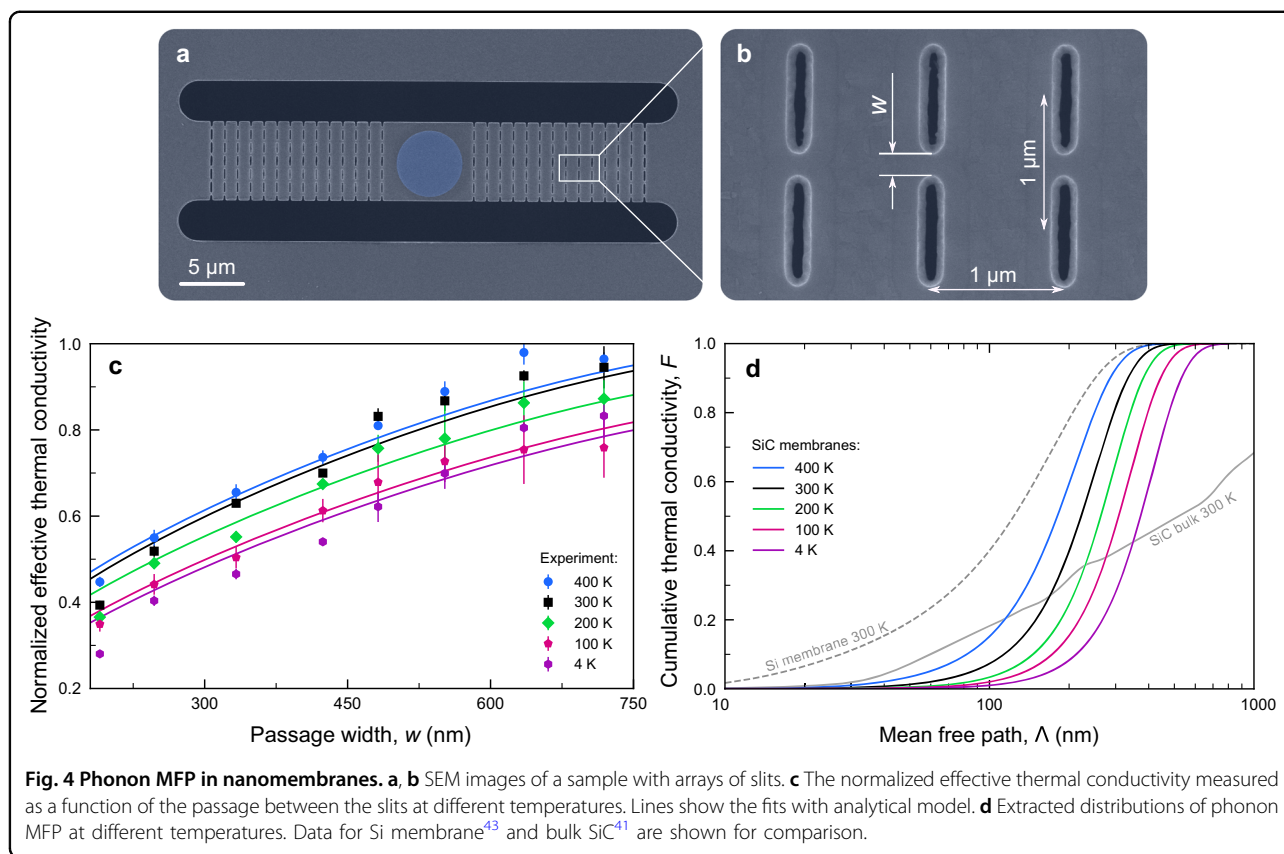 a
5 μm
b
w
1 μm
1 μm
Normalized effective thermal conductivity
1.0
0.8
0.6
0.4
0.2
c
Experiment:
400 K
300 K
200 K
100 K
4 K
300
450
600
750
Passage width, w (nm)
Cumulative thermal conductivity, F
1.0
0.8
0.6
0.4
0.2
0.0
d
SiC membranes:
400 K
300 K
200 K
100 K
4 K
Si membrane 300 K
SiC bulk 300 K
10
100
1000
Mean free path, Λ (nm)
Fig. 4 Phonon MFP in nanomembranes. a, b SEM images of a sample with arrays of slits. c The normalized effective thermal conductivity measured
as a function of the passage between the slits at different temperatures. Lines show the fits with analytical model. d Extracted distributions of phonon
MFP at different temperatures. Data for Si membrane43 and bulk SiC41 are shown for comparison.